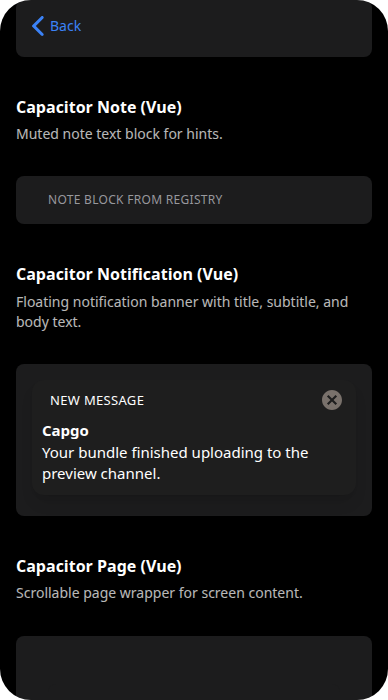 Back
Capacitor Note (Vue)
Muted note text block for hints.
NOTE BLOCK FROM REGISTRY
Capacitor Notification (Vue)
Floating notification banner with title, subtitle, and
body text.
NEW MESSAGE
Capgo
Your bundle finished uploading to the
preview channel.
Capacitor Page (Vue)
Scrollable page wrapper for screen content.